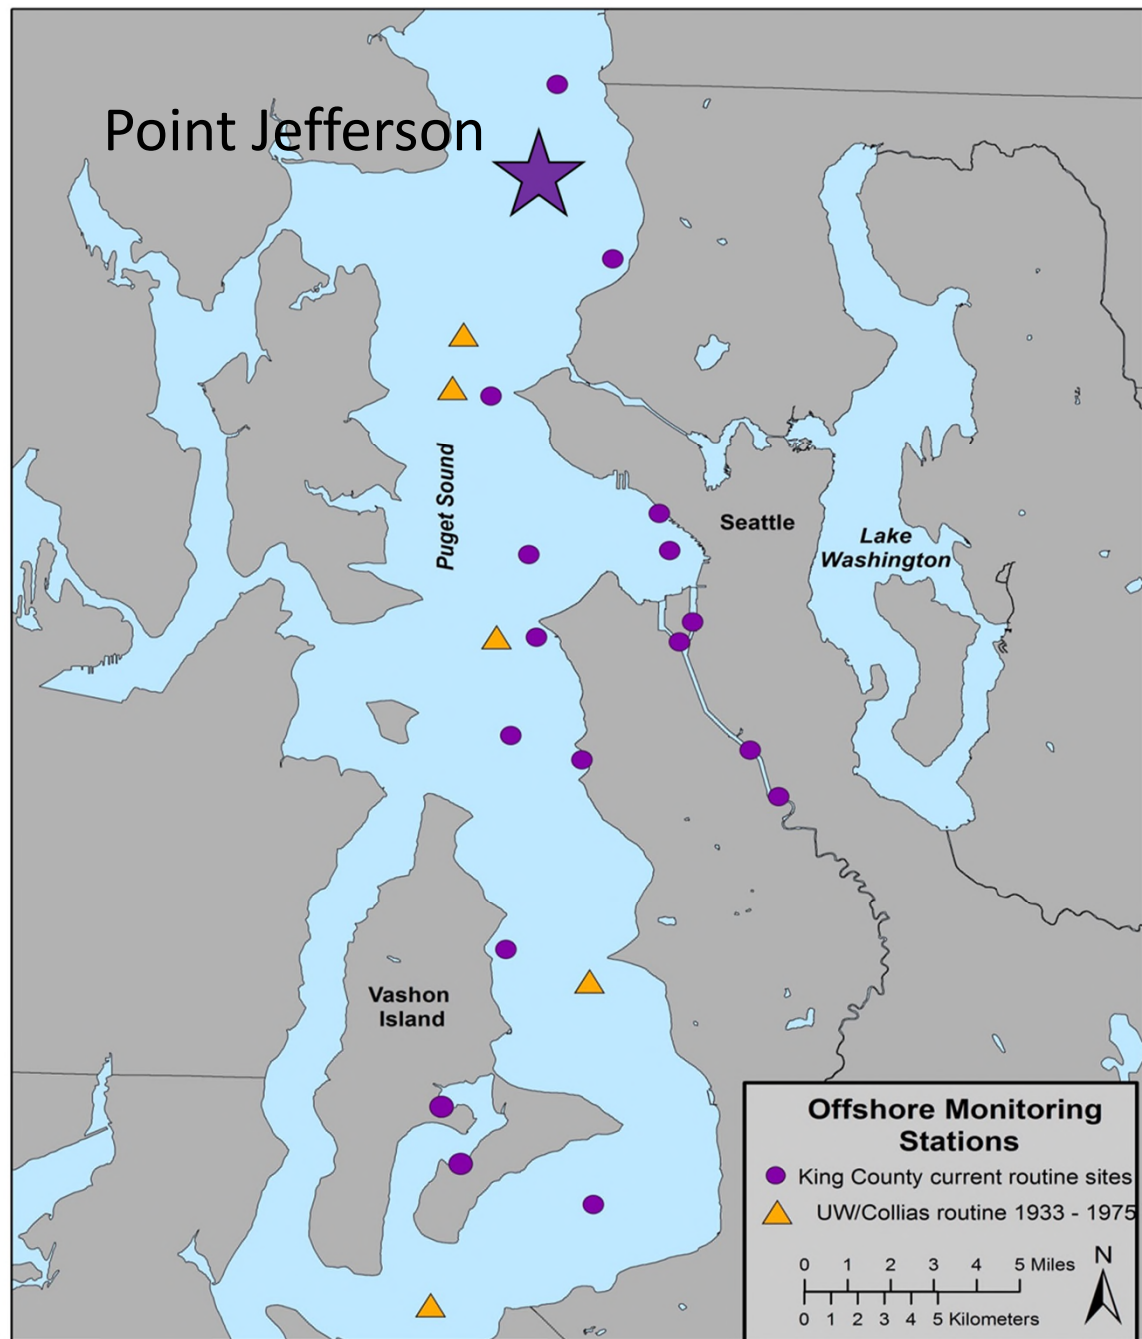 Point Jefferson
Puget Sound
Seattle
Lake
Washington
Vashon
Island
Offshore Monitoring
Stations
King County current routine sites
UW/Collias routine 1933 - 1975
0 1 2 3 4 5 Miles
0 1 2 3 4 5 Kilometers
N